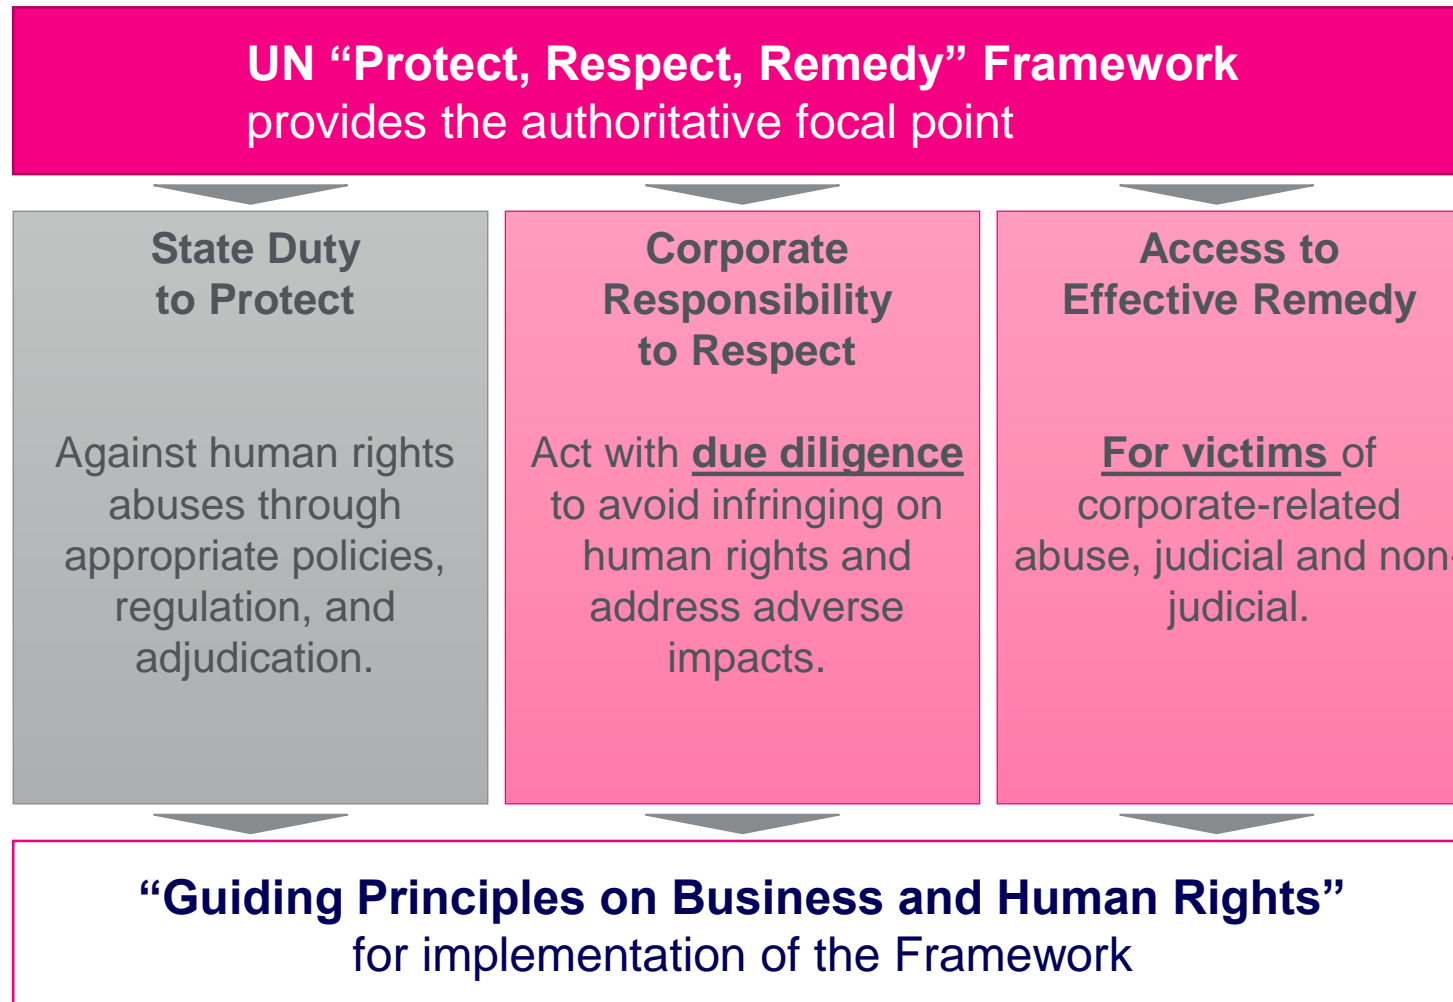 UN “Protect, Respect, Remedy” Framework
provides the authoritative focal point
State Duty
to Protect
Against human rights
abuses through
appropriate policies,
regulation, and
adjudication.
Corporate
Responsibility
to Respect
Act with due diligence
to avoid infringing on
human rights and
address adverse
impacts.
Access to
Effective Remedy
For victims of
corporate-related
abuse, judicial and non-
judicial.
“Guiding Principles on Business and Human Rights”
for implementation of the Framework